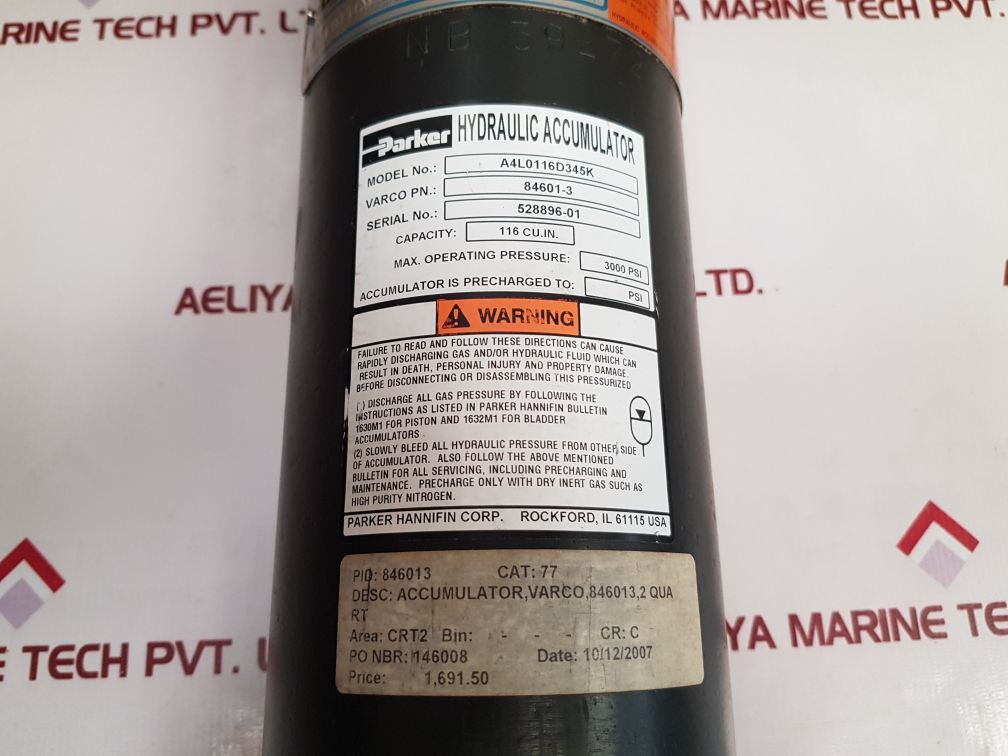 ARINE TECH PVT. L
A MARINE TECH PV
HYDRAULIC
NB 39-72
Parker HYDRAULIC ACCUMULATOR
MODEL No.: A4L0116D345K
VARCO PN.: 84601-3
SERIAL No.: 528896-01
CAPACITY: 116 CU.IN.
MAX. OPERATING PRESSURE: 3000 PSI
ACCUMULATOR IS PRECHARGED TO: PSI
AELIYA
LTD.
WARNING
FAILURE TO READ AND FOLLOW THESE DIRECTIONS CAN CAUSE
RAPIDLY DISCHARGING GAS AND/OR HYDRAULIC FLUID WHICH CAN
RESULT IN DEATH, PERSONAL INJURY AND PROPERTY DAMAGE.
BEFORE DISCONNECTING OR DISASSEMBLING THIS PRESSURIZED
( ) DISCHARGE ALL GAS PRESSURE BY FOLLOWING THE
INSTRUCTIONS AS LISTED IN PARKER HANNIFIN BULLETIN
1630M1 FOR PISTON AND 1632M1 FOR BLADDER
ACCUMULATORS
(2) SLOWLY BLEED ALL HYDRAULIC PRESSURE FROM OTHER SIDE
OF ACCUMULATOR. ALSO FOLLOW THE ABOVE MENTIONED
BULLETIN FOR ALL SERVICING, INCLUDING PRECHARGING AND
MAINTENANCE. PRECHARGE ONLY WITH DRY INERT GAS SUCH AS
HIGH PURITY NITROGEN.
PARKER HANNIFIN CORP. ROCKFORD, IL 61115 USA
PID: 846013 CAT: 77
DESC: ACCUMULATOR,VARCO,846013,2 QUA
RT
Area: CRT2 Bin: - - - CR: C
PO NBR: 146008 Date: 10/12/2007
Price: 1,691.50
NE TECH PVT. L
YA MARINE TE